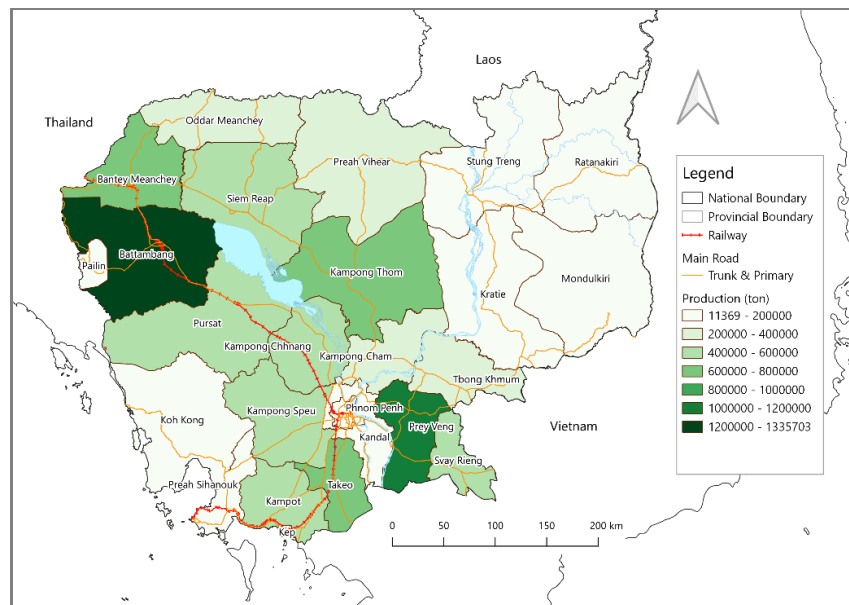 Laos
Thailand
Oddar Meanchey
Preah Vihear
Stung Treng
Ratanakiri
Bantey Meanchey
Siem Reap
Battambang
Pailin
Kampong Thom
Mondulkiri
Kratie
Pursat
Kampong Chhnang
Kampong Cham
Tbong Khmum
Koh Kong
Kampong Speu
Phnom Penh
Prey Veng
Kandal
Vietnam
Svay Rieng
Preah Sihanouk
Takeo
Kampot
Kep
0 50 100 150 200 km
Legend
National Boundary
Provincial Boundary
Railway
Main Road
Trunk & Primary
Production (ton)
11369 - 200000
200000 - 400000
400000 - 600000
600000 - 800000
800000 - 1000000
1000000 - 1200000
1200000 - 1335703